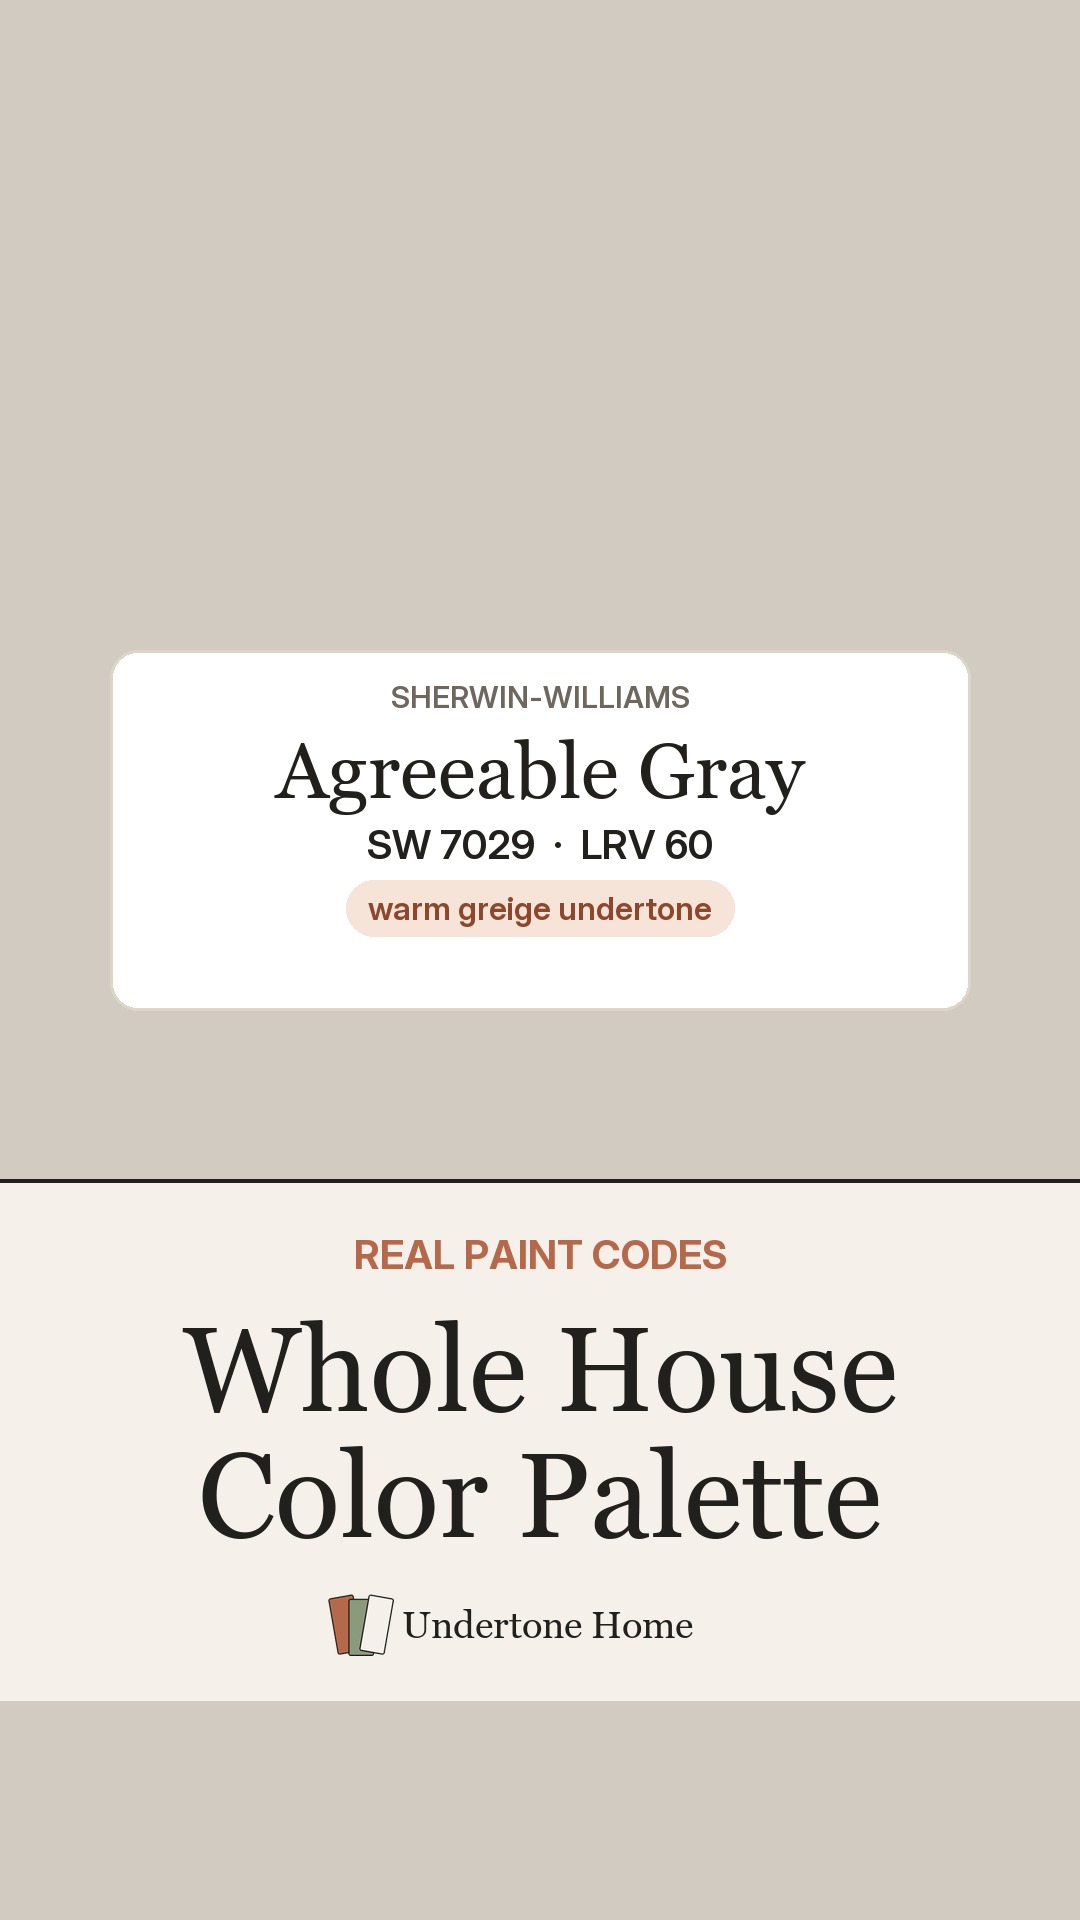 SHERWIN-WILLIAMS
Agreeable Gray
SW 7029 · LRV 60
warm greige undertone
REAL PAINT CODES
Whole House
Color Palette
Undertone Home